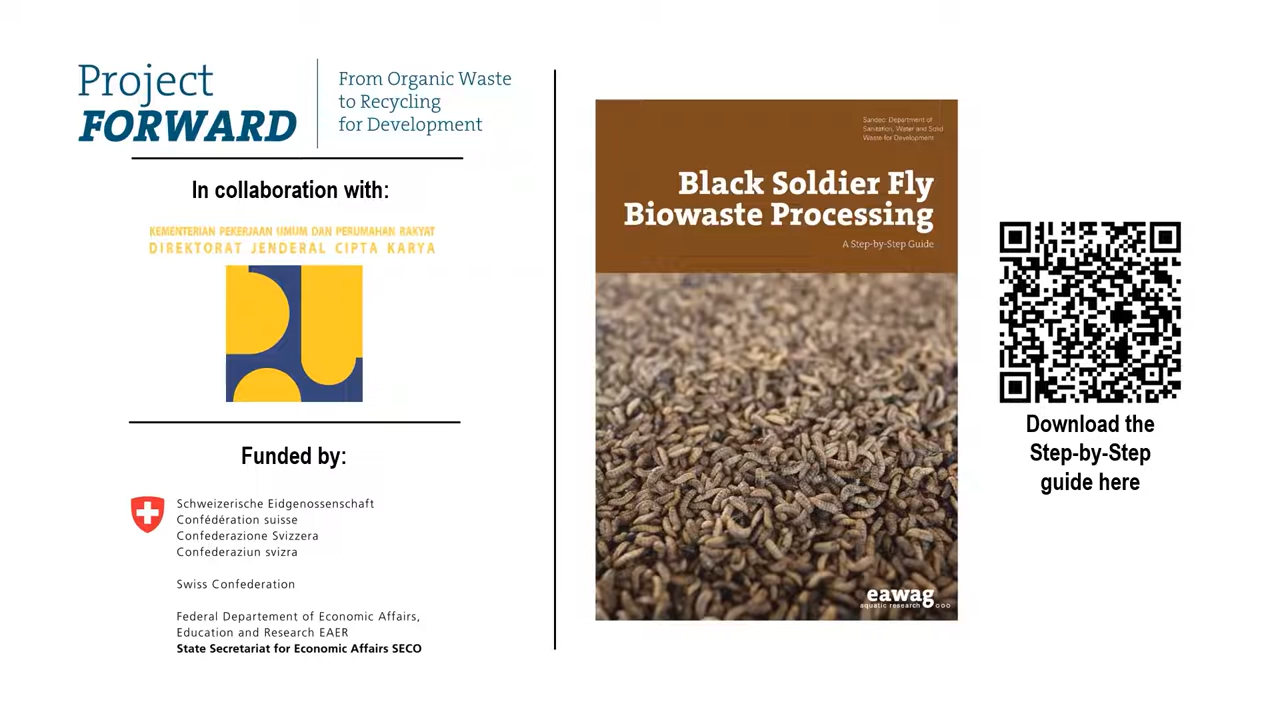 Project
FORWARD
From Organic Waste
to Recycling
for Development
In collaboration with:
KEMENTERIAN PEKERJAAN UMUM DAN PERUMAHAN RAKYAT
DIREKTORAT JENDERAL CIPTA KARYA
Funded by:
Schweizerische Eidgenossenschaft
Confédération suisse
Confederazione Svizzera
Confederaziun svizra
Swiss Confederation
Federal Departement of Economic Affairs,
Education and Research EAER
State Secretariat for Economic Affairs SECO
Sandec: Department of
Sanitation, Water and Solid
Waste for Development
Black Soldier Fly
Biowaste Processing
A Step-by-Step Guide
eawag
aquatic research
Download the
Step-by-Step
guide here